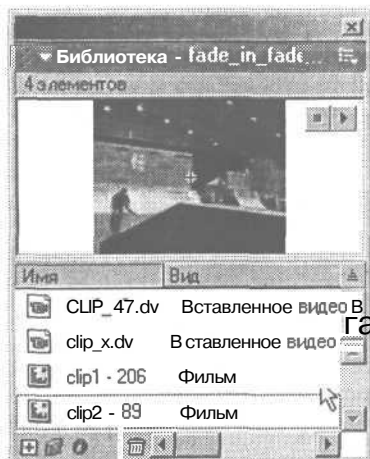 Библиотека - fade_in_fade...
4 элементов
Имя Вид
CLIP_47.dv Вставленное видео В
clip_x.dv Вставленное видео
га
clip1 - 206 Фильм
clip2 - 89 Фильм